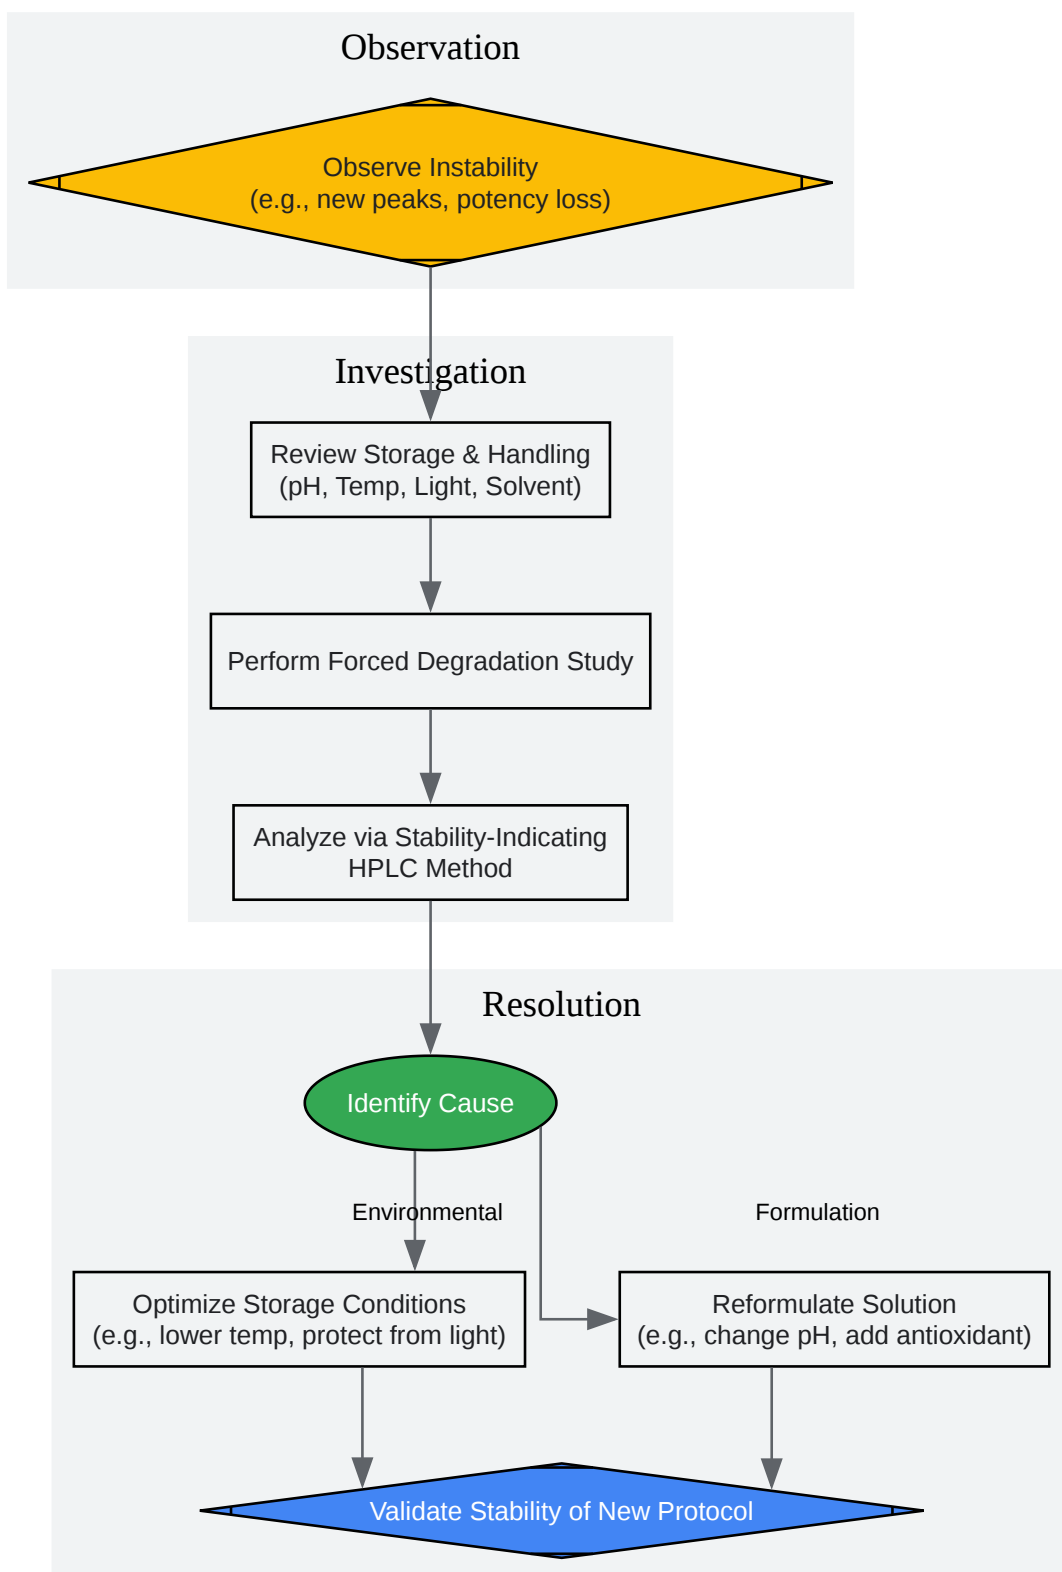 Observation
Observe Instability
(e.g., new peaks, potency loss)
Investigation
Review Storage & Handling
(pH, Temp, Light, Solvent)
Perform Forced Degradation Study
Analyze via Stability-Indicating
HPLC Method
Resolution
Identify Cause
Environmental
Formulation
Optimize Storage Conditions
(e.g., lower temp, protect from light)
Reformulate Solution
(e.g., change pH, add antioxidant)
Validate Stability of New Protocol